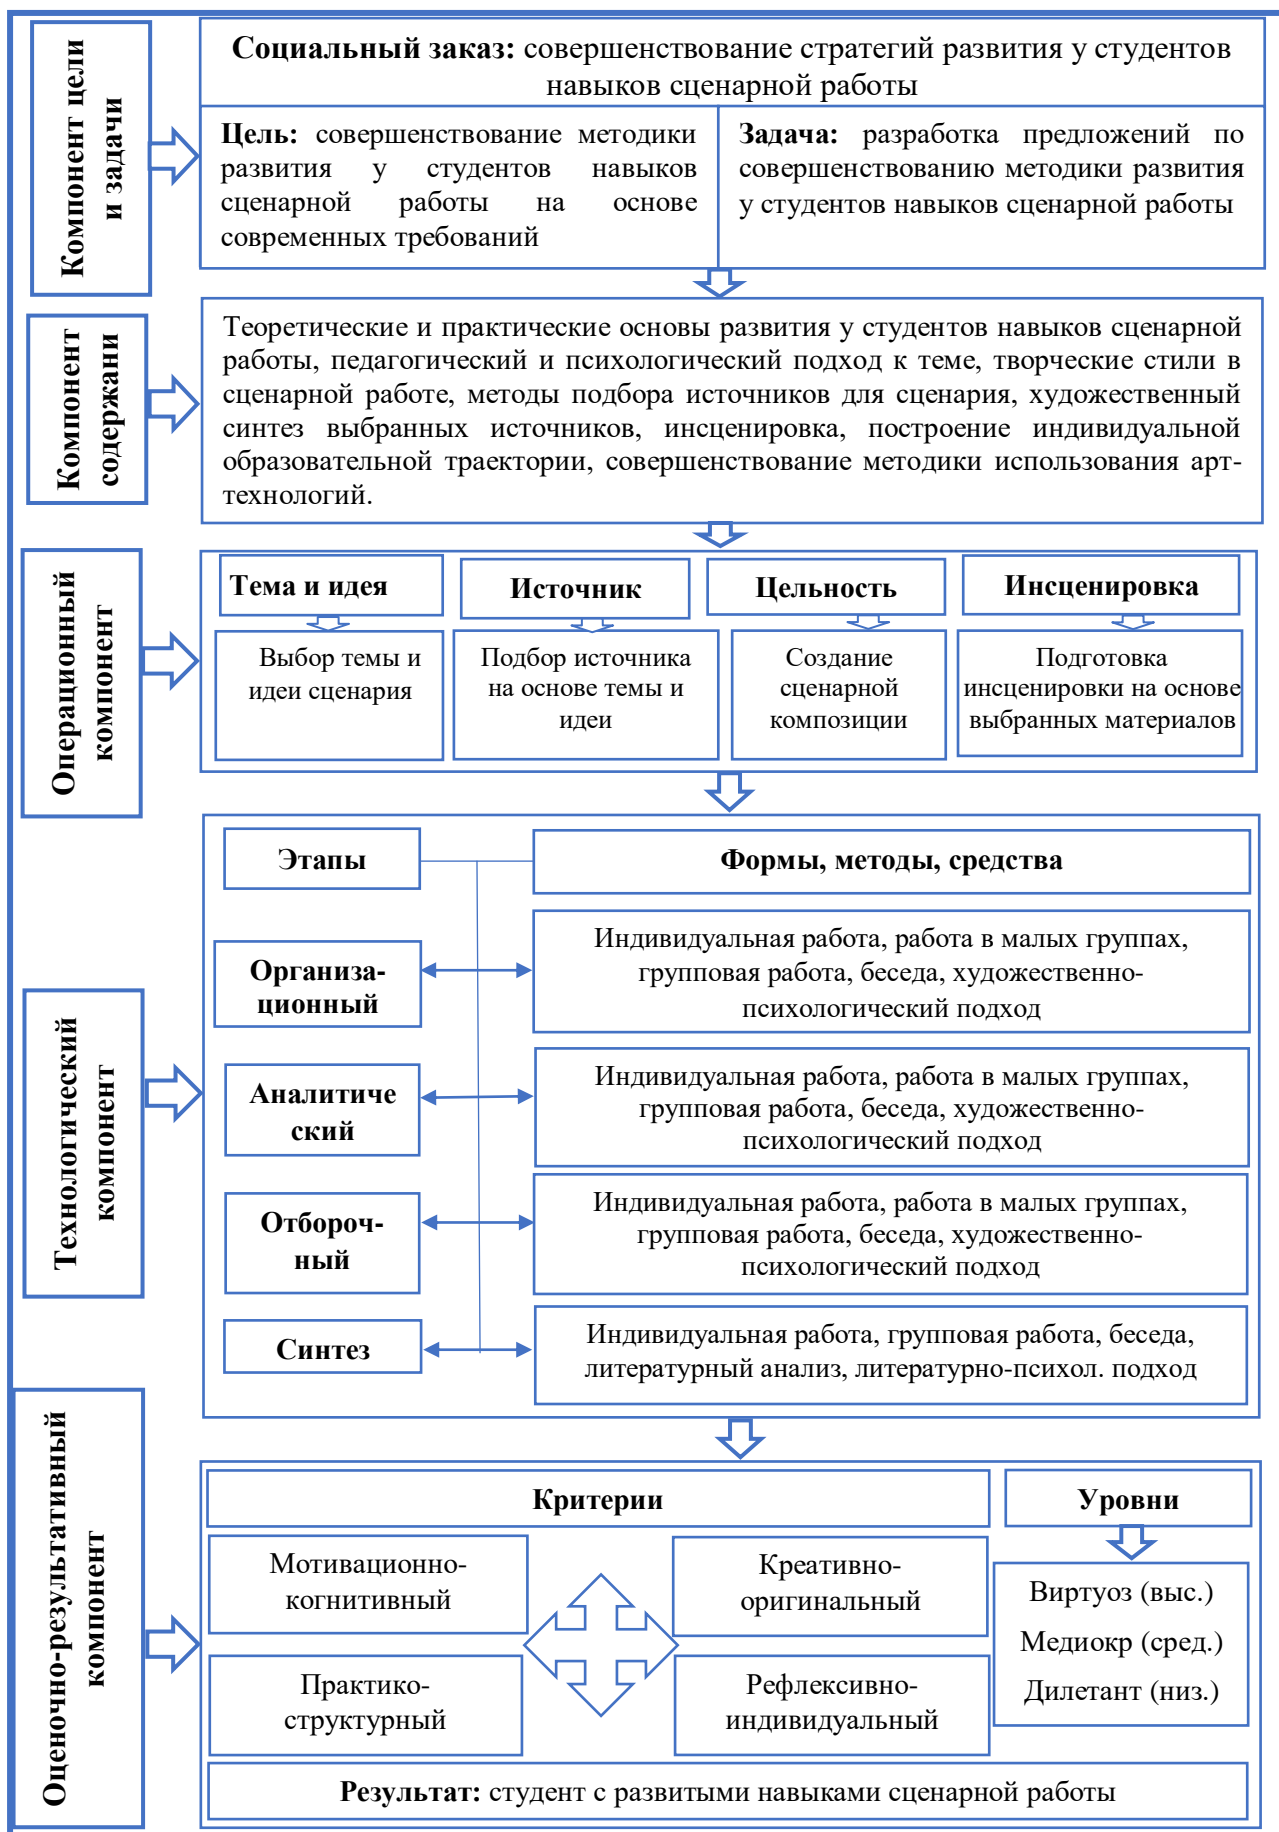 Компонент цели
и задачи
Социальный заказ: совершенствование стратегий развития у студентов
навыков сценарной работы
Цель: совершенствование методики
развития у студентов навыков
сценарной работы на основе
современных требований
Задача: разработка предложений по
совершенствованию методики развития
у студентов навыков сценарной работы
Компонент
содержани
Теоретические и практические основы развития у студентов навыков сценарной
работы, педагогический и психологический подход к теме, творческие стили в
сценарной работе, методы подбора источников для сценария, художественный
синтез выбранных источников, инсценировка, построение индивидуальной
образовательной траектории, совершенствование методики использования арт-
технологий.
Операционный
компонент
Тема и идея
Источник
Цельность
Инсценировка
Выбор темы и
идеи сценария
Подбор источника
на основе темы и
идеи
Создание
сценарной
композиции
Подготовка
инсценировки на основе
выбранных материалов
Технологический
компонент
Этапы
Формы, методы, средства
Организа-
ционный
Индивидуальная работа, работа в малых группах,
групповая работа, беседа, художественно-
психологический подход
Аналитиче
ский
Индивидуальная работа, работа в малых группах,
групповая работа, беседа, художественно-
психологический подход
Отбороч-
ный
Индивидуальная работа, работа в малых группах,
групповая работа, беседа, художественно-
психологический подход
Синтез
Индивидуальная работа, групповая работа, беседа,
литературный анализ, литературно-психол. подход
Оценочно-результативный
компонент
Критерии
Уровни
Мотивационно-
когнитивный
Креативно-
оригинальный
Практико-
структурный
Рефлексивно-
индивидуальный
Виртуоз (выс.)
Медиокр (сред.)
Дилетант (низ.)
Результат: студент с развитыми навыками сценарной работы